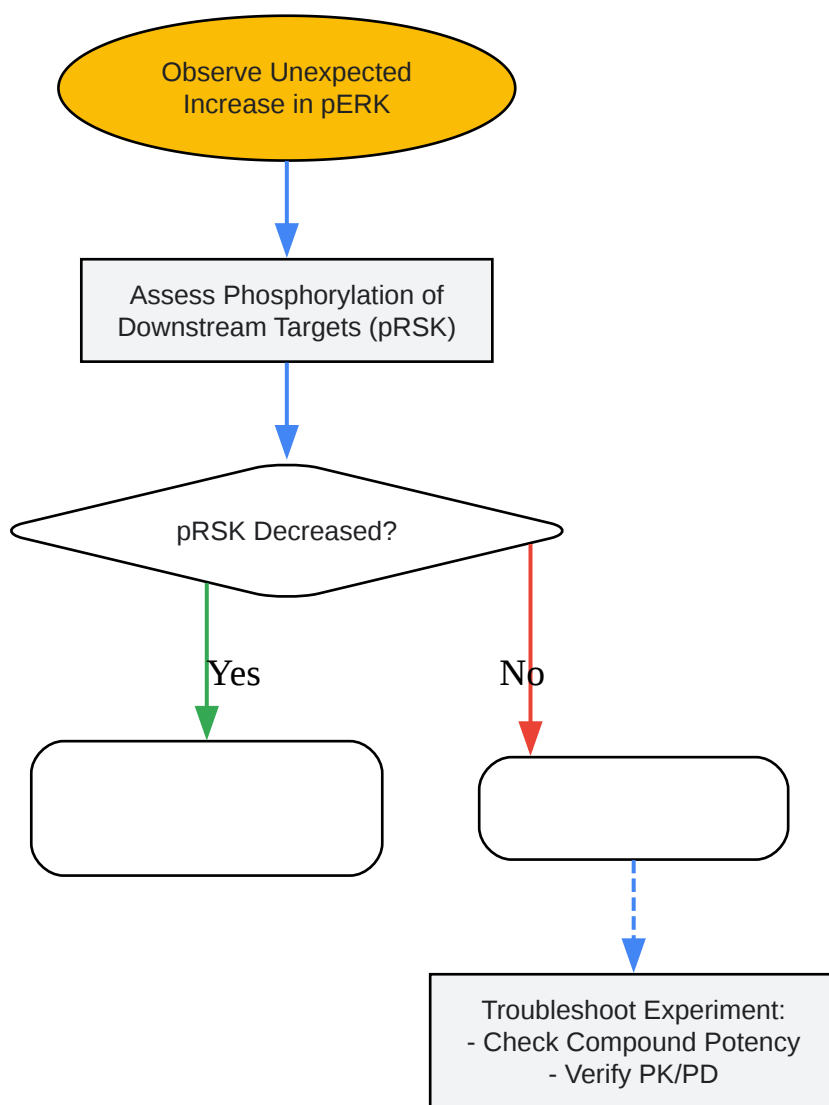 Observe Unexpected
Increase in pERK
Assess Phosphorylation of
Downstream Targets (pRSK)
pRSK Decreased?
Yes
No
Troubleshoot Experiment:
- Check Compound Potency
- Verify PK/PD